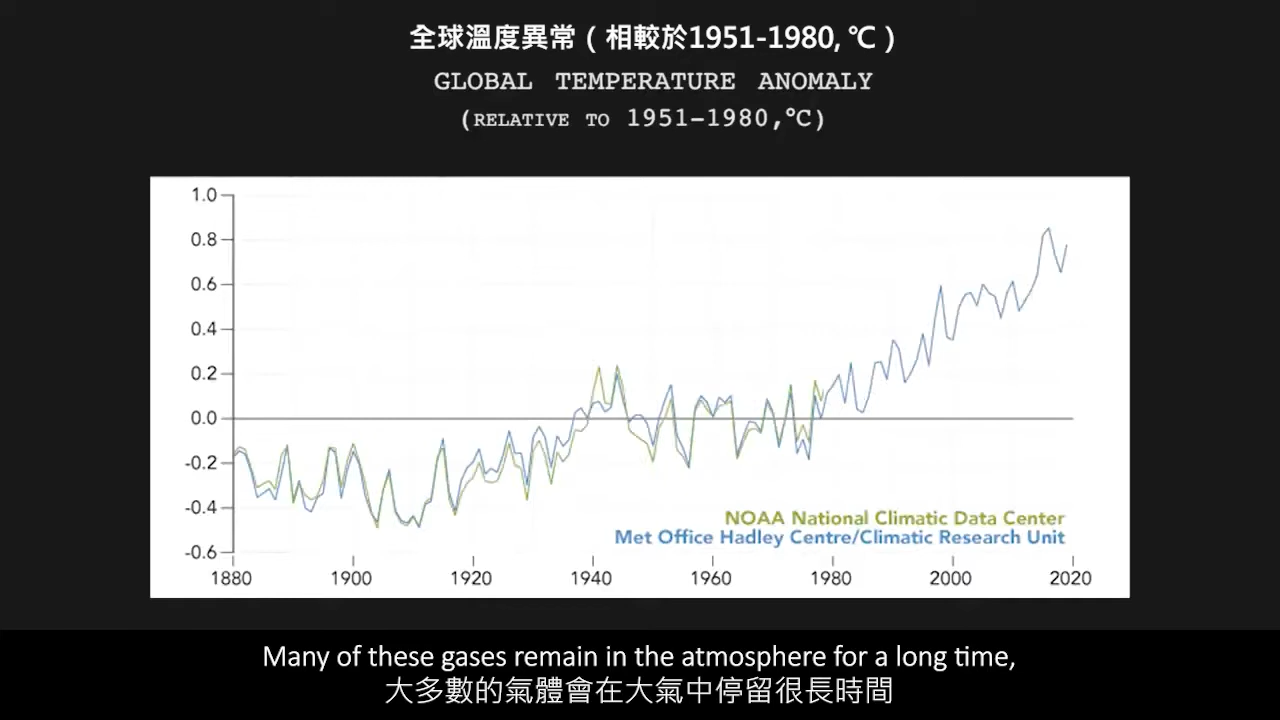 全球溫度異常（相較於1951-1980, ℃）
GLOBAL TEMPERATURE ANOMALY
(RELATIVE TO 1951–1980,°C)
1.0
0.8
0.6
0.4
0.2
0.0
-0.2
-0.4
-0.6
NOAA National Climatic Data Center
Met Office Hadley Centre/Climatic Research Unit
1880 1900 1920 1940 1960 1980 2000 2020
Many of these gases remain in the atmosphere for a long time,
大多數的氣體會在大氣中停留很長時間